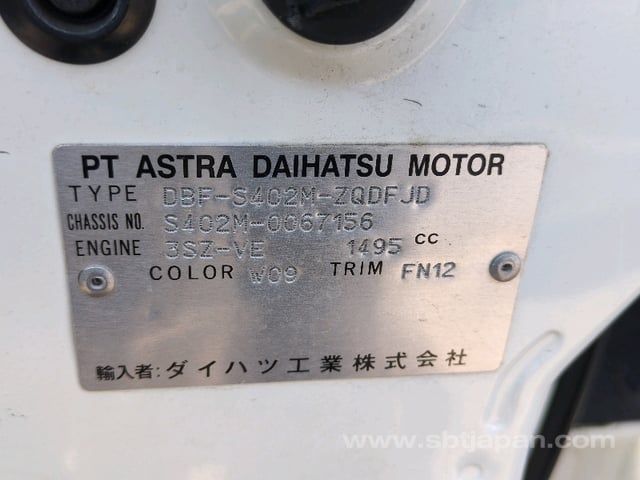 PT ASTRA DAIHATSU MOTOR
TYPE DBF-S402M-ZQDFJD
CHASSIS NO. S402M-0067156
ENGINE 3SZ-VE 1495 CC
COLOR W09 TRIM FN12
輸入者: ダイハツ工業株式会社
www.sbtjapan.com